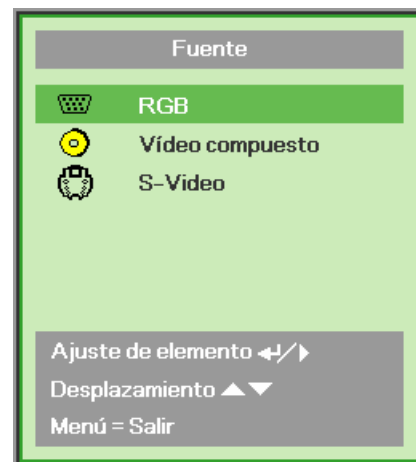 Fuente
RGB
Vídeo compuesto
S-Video
Ajuste de elemento ↵/▶
Desplazamiento ▲▼
Menú = Salir